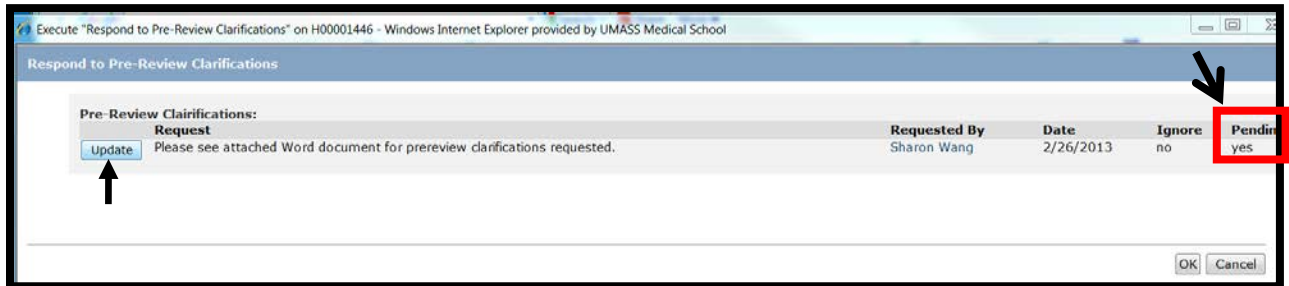 Execute "Respond to Pre-Review Clarifications" on H00001446 - Windows Internet Explorer provided by UMASS Medical School
Respond to Pre-Review Clarifications
Pre-Review Clairifications:
Request Requested By Date Ignore Pendin
Update Please see attached Word document for prereview clarifications requested. Sharon Wang 2/26/2013 no yes
OK Cancel